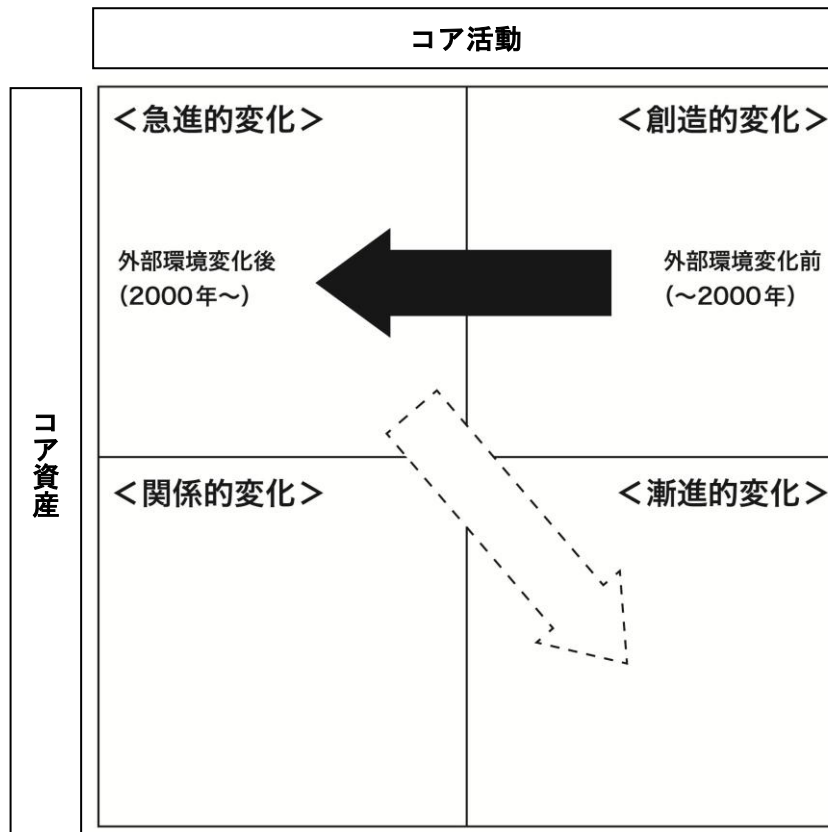 コア活動
コア資産
＜急進的変化＞
＜創造的変化＞
外部環境変化後
(2000年～)
外部環境変化前
(～2000年)
＜関係的変化＞
＜漸進的変化＞